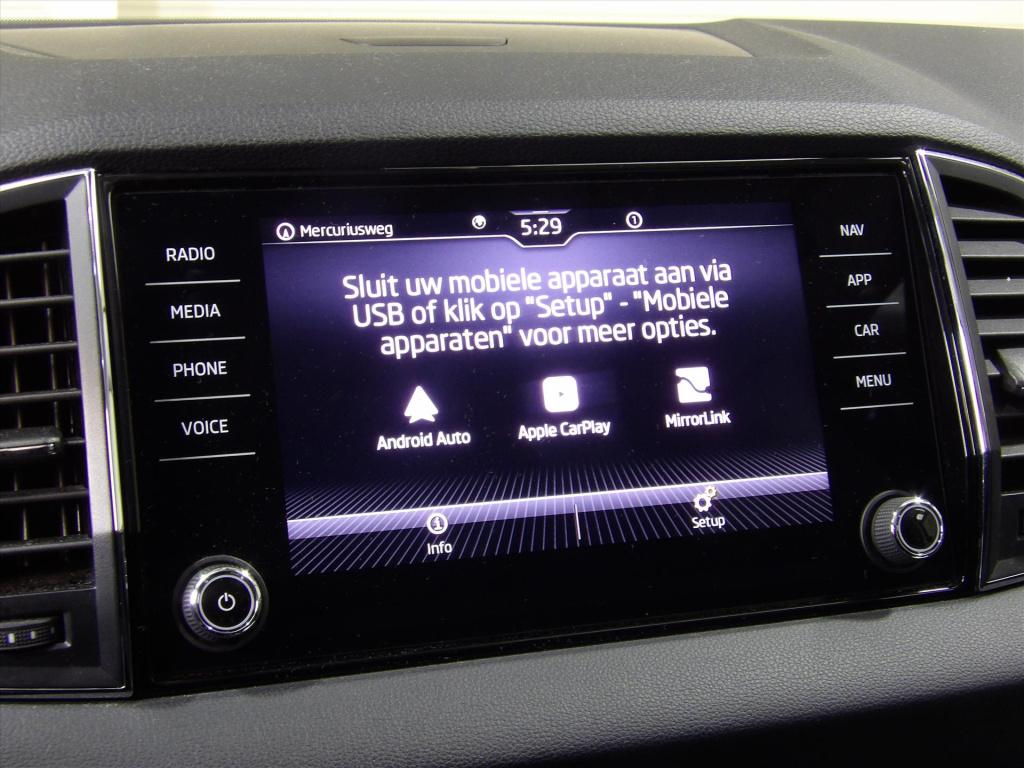 Mercuriusweg 5:29 1
RADIO
MEDIA
PHONE
VOICE
Sluit uw mobiele apparaat aan via
USB of klik op "Setup" - "Mobiele
apparaten" voor meer opties.
Android Auto Apple CarPlay MirrorLink
Info Setup
NAV
APP
CAR
MENU